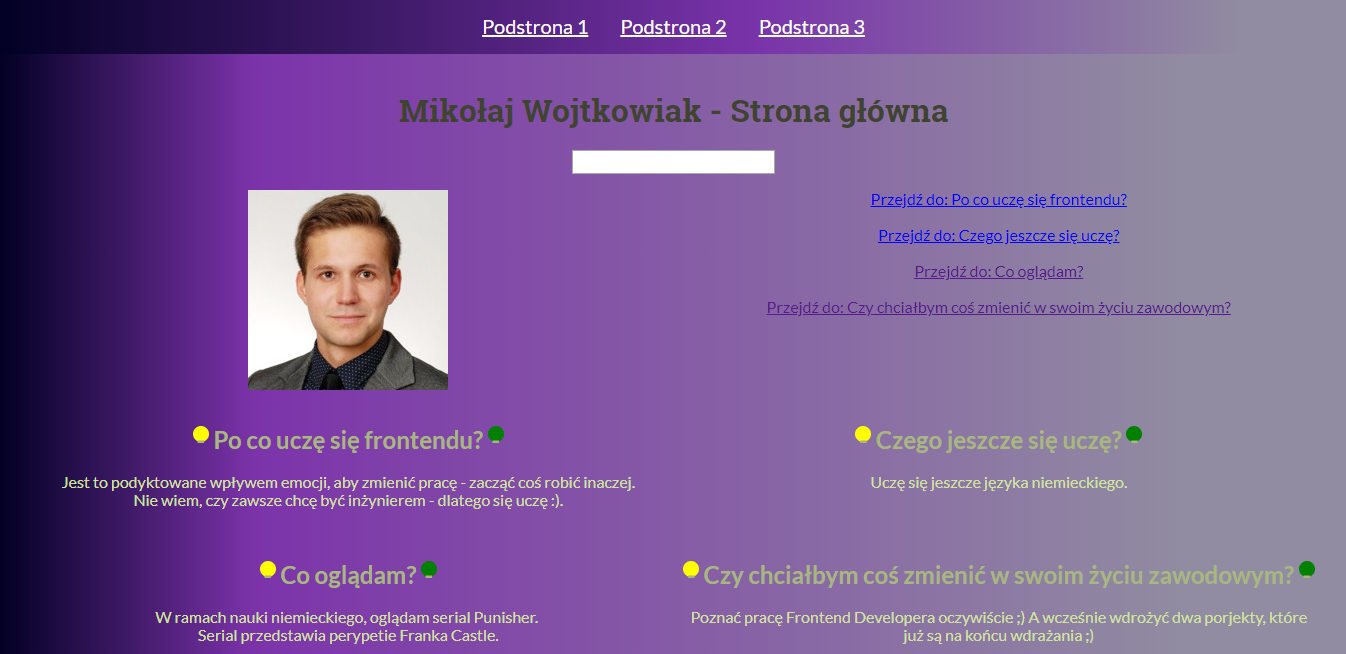 Podstrona 1 Podstrona 2 Podstrona 3
Mikołaj Wojtkowiak - Strona główna
Przejdź do: Po co uczę się frontendu?
Przejdź do: Czego jeszcze się uczę?
Przejdź do: Co oglądam?
Przejdź do: Czy chciałbym coś zmienić w swoim życiu zawodowym?
Po co uczę się frontendu?
Jest to podyktowane wpływem emocji, aby zmienić pracę - zacząć coś robić inaczej.
Nie wiem, czy zawsze chcę być inżynierem - dlatego się uczę :).
Czego jeszcze się uczę?
Uczę się jeszcze języka niemieckiego.
Co oglądam?
W ramach nauki niemieckiego, oglądam serial Punisher.
Serial przedstawia perypetie Franka Castle.
Czy chciałbym coś zmienić w swoim życiu zawodowym?
Poznać pracę Frontend Developera oczywiście ;) A wcześnie wdrożyć dwa porjekty, które
już są na końcu wdrażania ;)